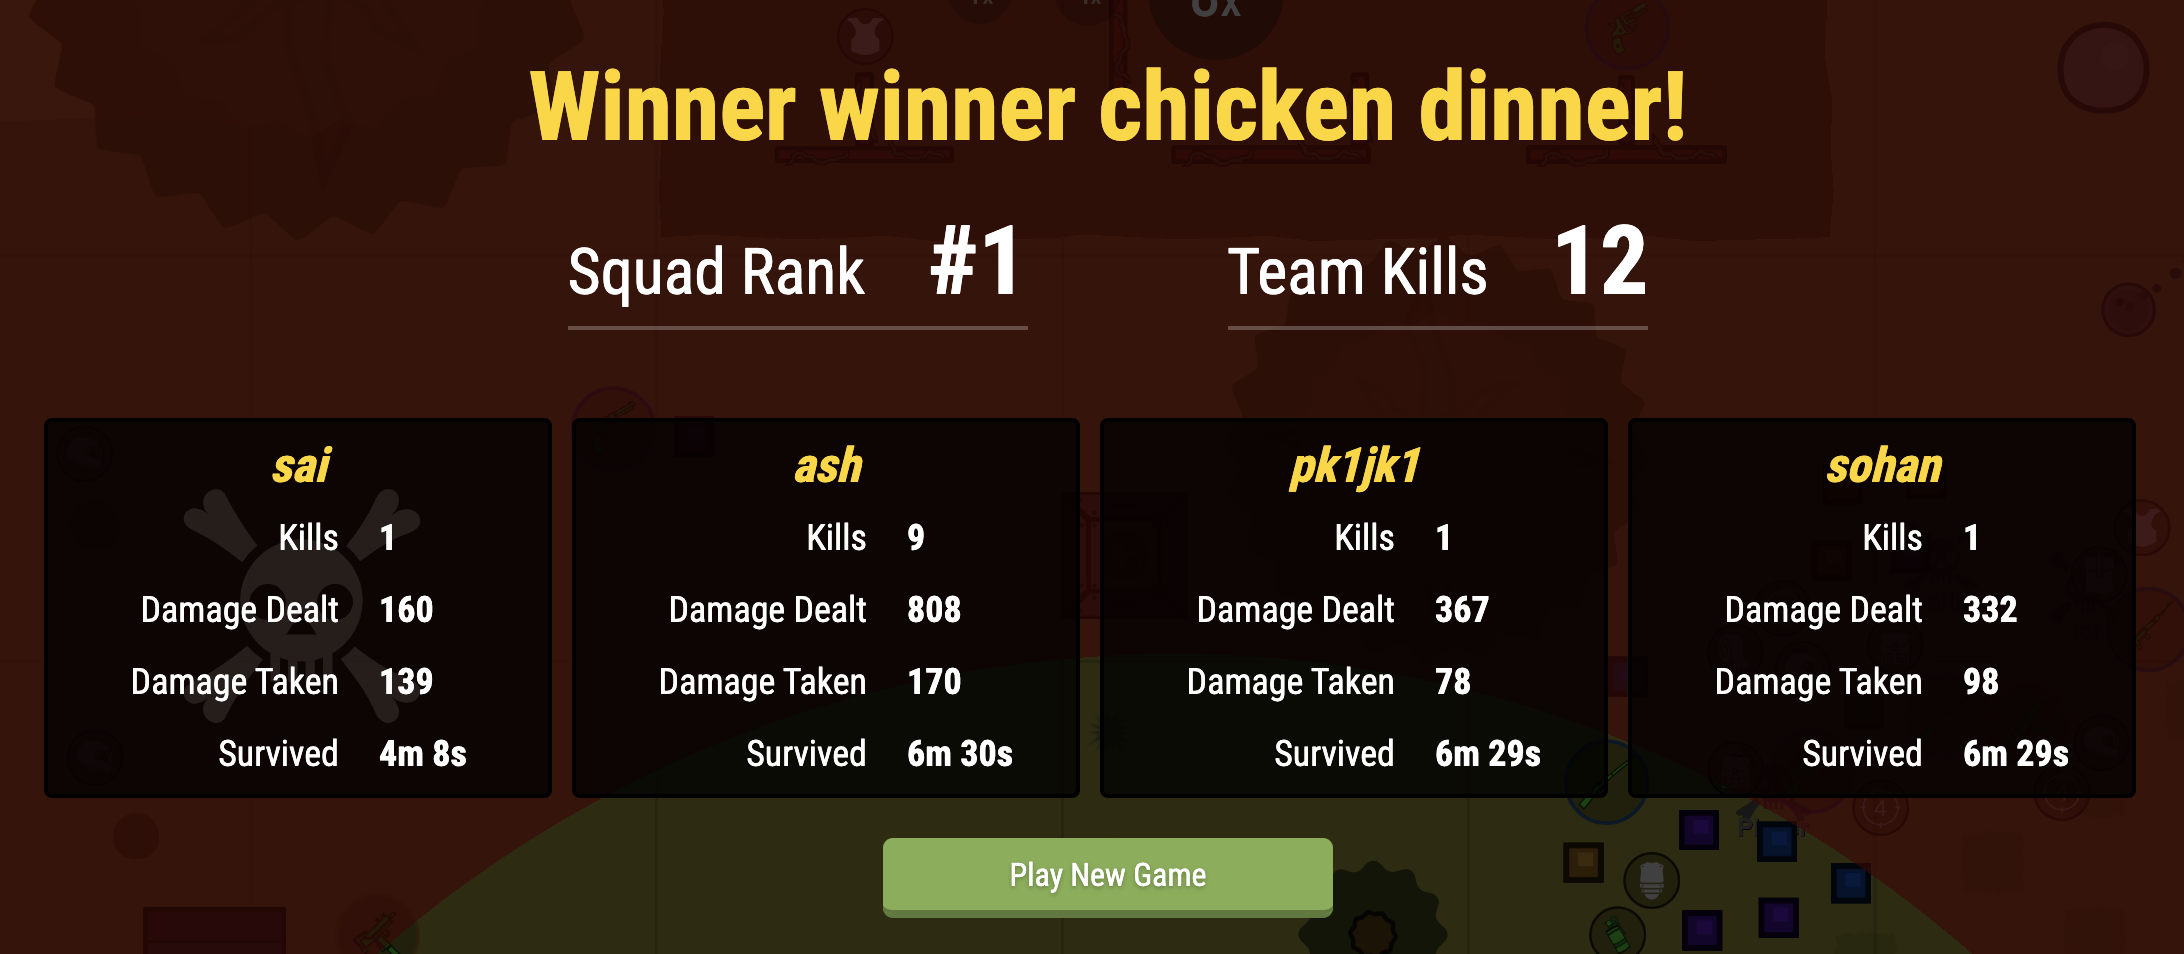 8x
Winner winner chicken dinner!
Squad Rank #1 Team Kills 12
sai
Kills 1
Damage Dealt 160
Damage Taken 139
Survived 4m 8s
ash
Kills 9
Damage Dealt 808
Damage Taken 170
Survived 6m 30s
pk1jk1
Kills 1
Damage Dealt 367
Damage Taken 78
Survived 6m 29s
sohan
Kills 1
Damage Dealt 332
Damage Taken 98
Survived 6m 29s
4
Play New Game